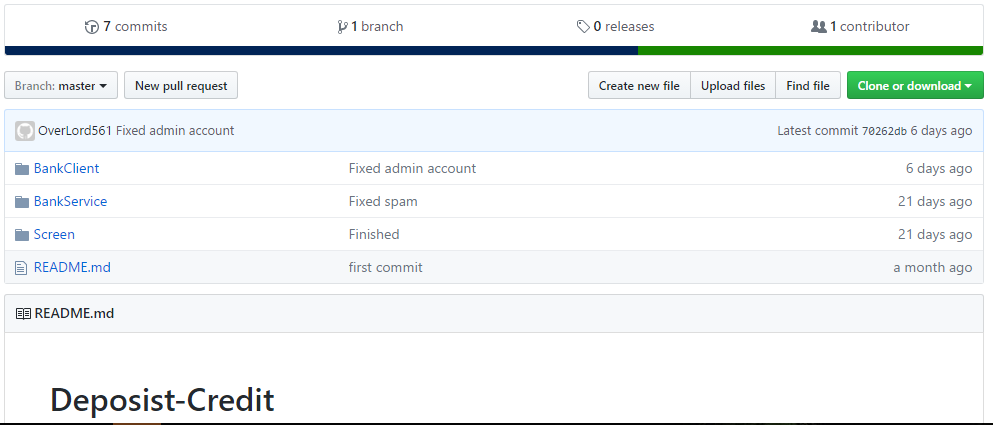 7 commits 1 branch 0 releases 1 contributor
Branch: master New pull request Create new file Upload files Find file Clone or download
OverLord561 Fixed admin account Latest commit 70262db 6 days ago
BankClient Fixed admin account 6 days ago
BankService Fixed spam 21 days ago
Screen Finished 21 days ago
README.md first commit a month ago
README.md
Deposist-Credit